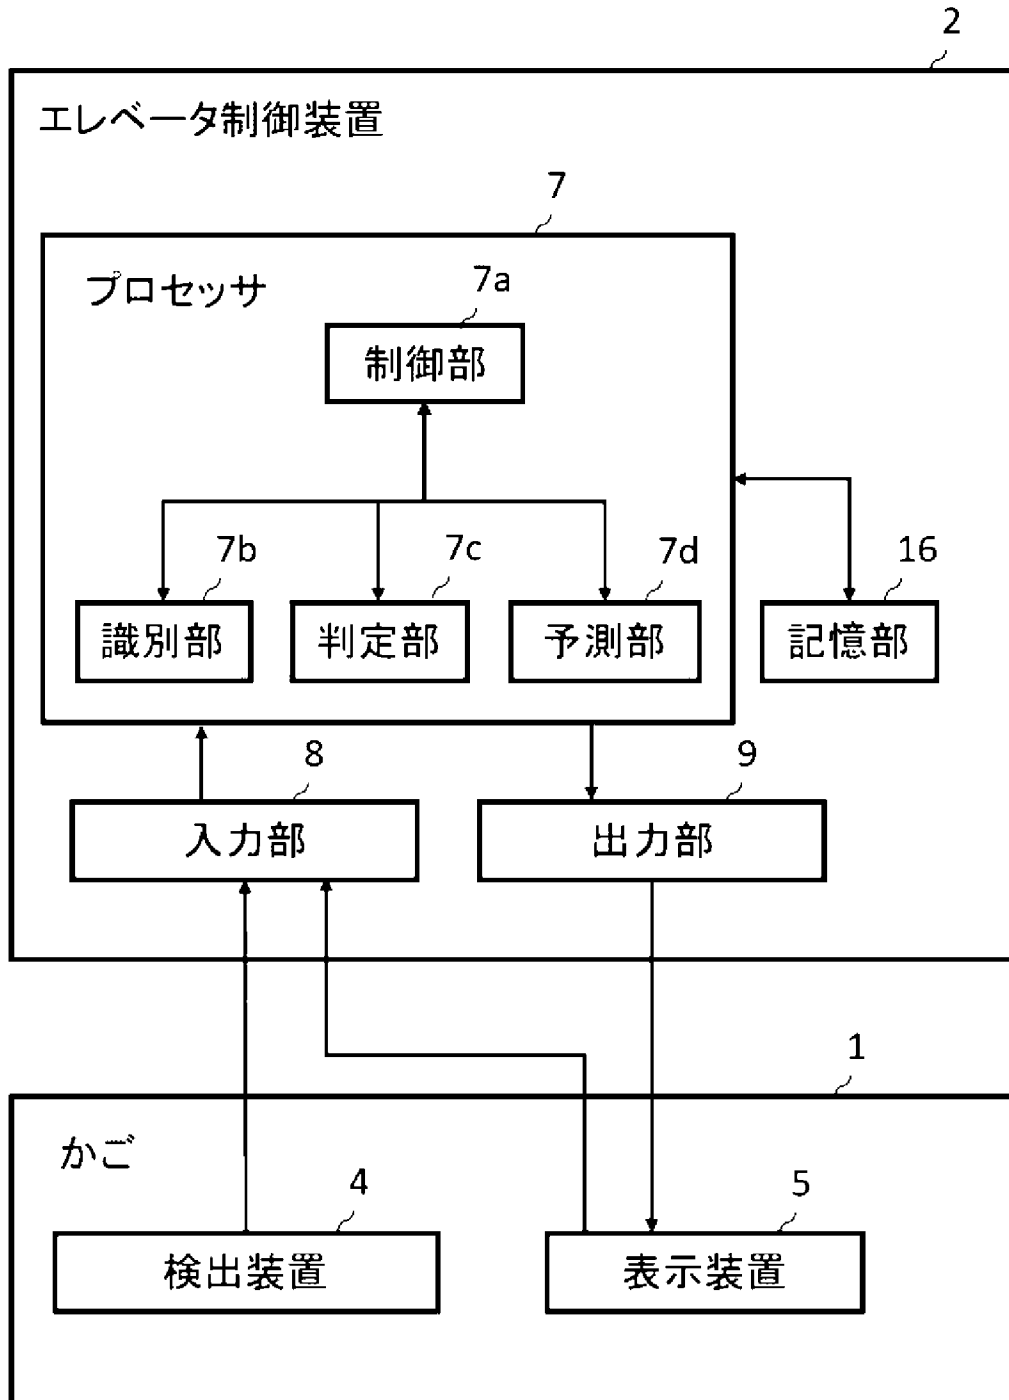 2
エレベータ制御装置
7
プロセッサ
7a
制御部
7b
7c
7d
16
識別部
判定部
予測部
記憶部
8
9
入力部
出力部
1
かご
4
5
検出装置
表示装置